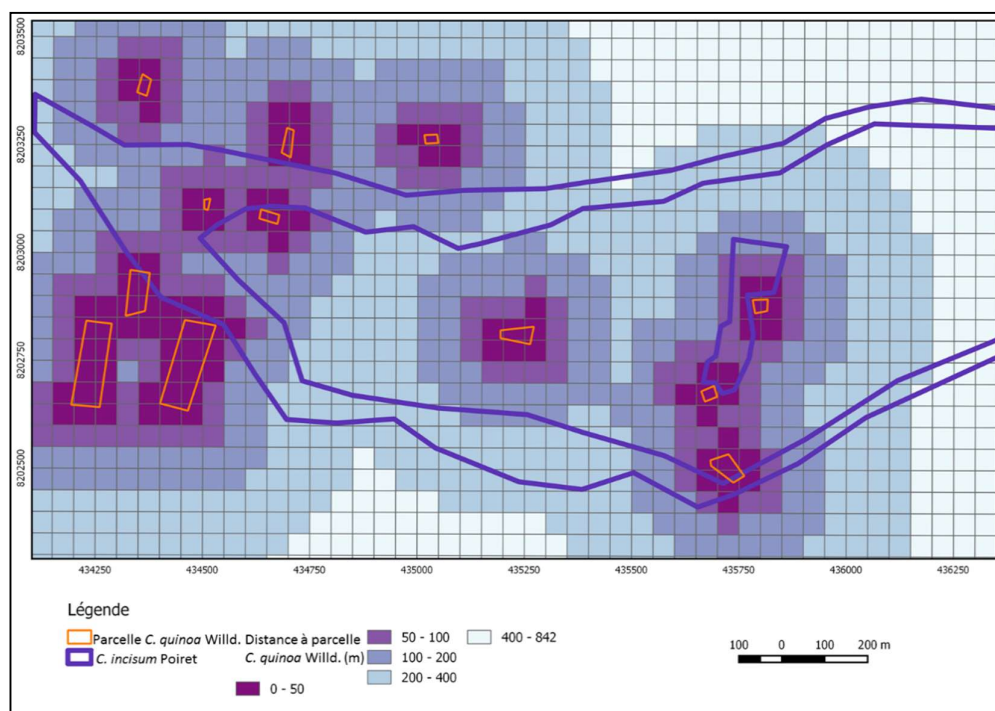 8203500
8203250
8203000
8202750
8202500
434250 434500 434750 435000 435250 435500 435750 436000 436250
Légende
Parcelle C. quinoa Willd. Distance à parcelle 50 - 100 400 - 842
C. incisum Poiret C. quinoa Willd. (m) 100 - 200
200 - 400
0 - 50
100 0 100 200 m